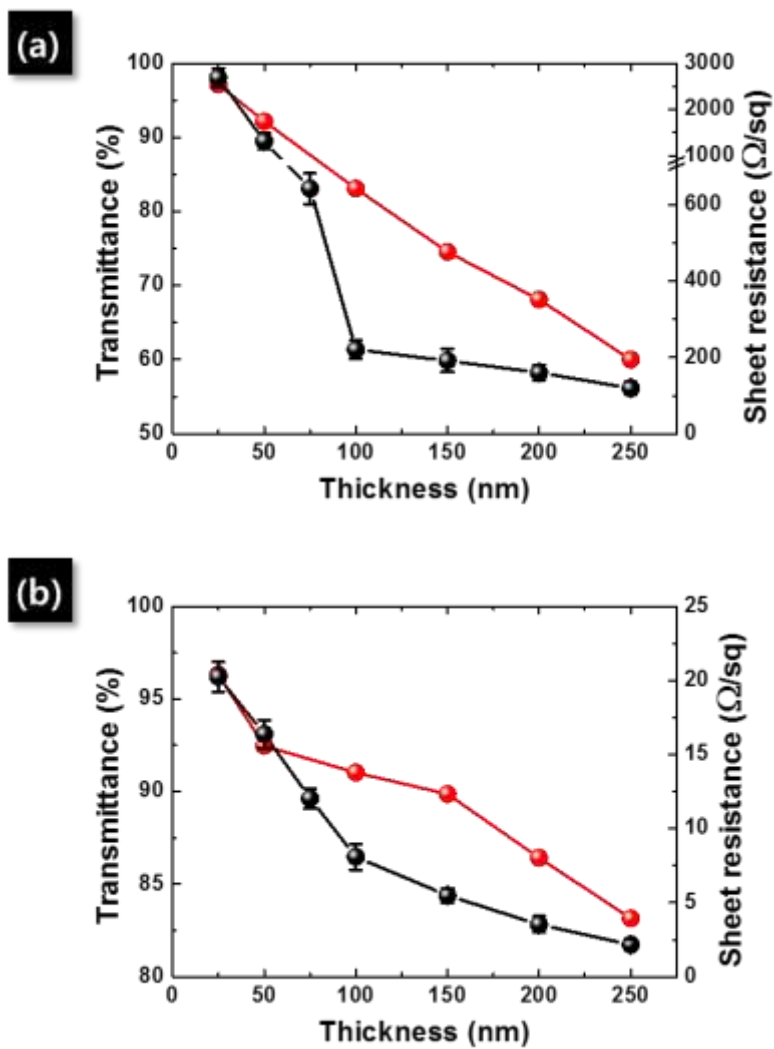 (a)
100
90
80
70
60
50
Transmittance (%)
3000
2000
1000
600
400
200
0
Sheet resistance (Ω/sq)
0 50 100 150 200 250
Thickness (nm)
(b)
100
95
90
85
80
Transmittance (%)
25
20
15
10
5
0
Sheet resistance (Ω/sq)
0 50 100 150 200 250
Thickness (nm)